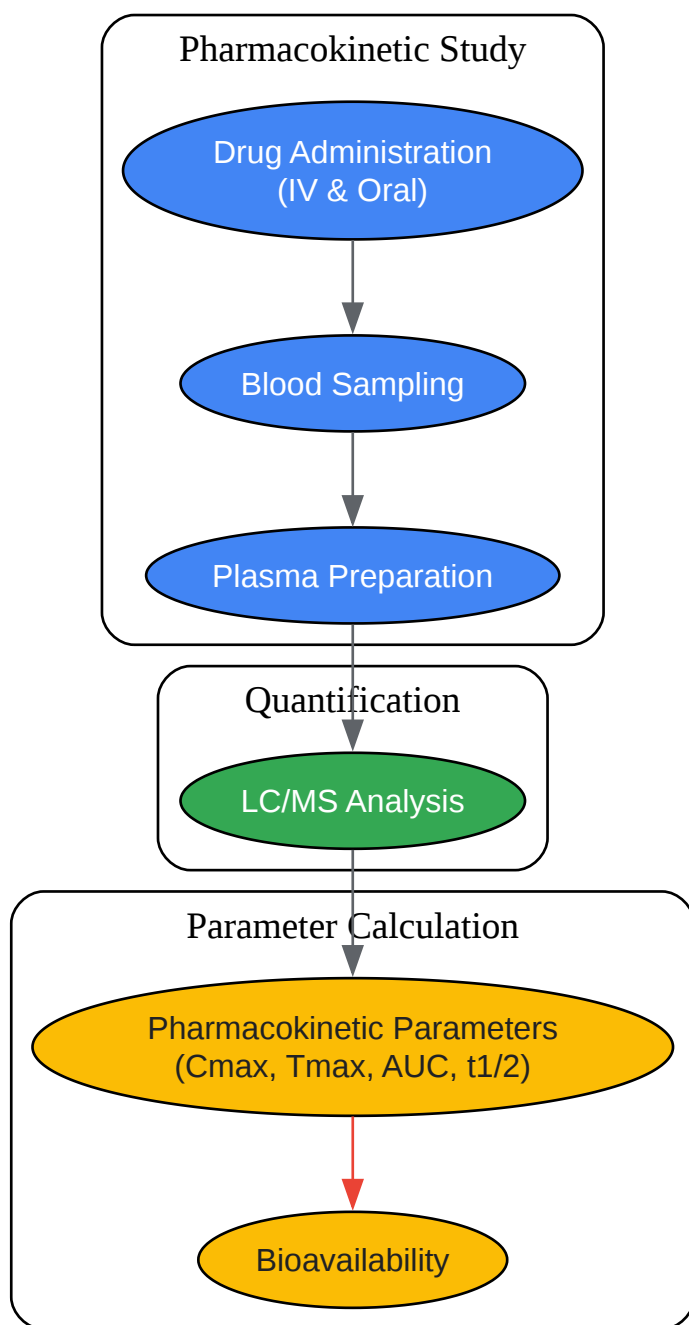 Pharmacokinetic Study
Drug Administration
(IV & Oral)
Blood Sampling
Plasma Preparation
Quantification
LC/MS Analysis
Parameter Calculation
Pharmacokinetic Parameters
(Cmax, Tmax, AUC, t1/2)
Bioavailability